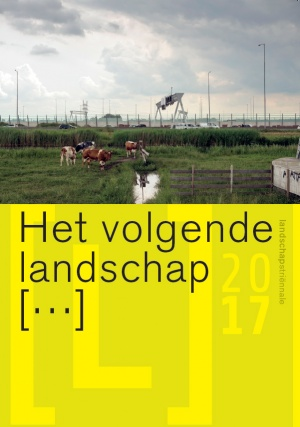 Het volgende
landschap
[...]
2017
landschapstriënnale
[L]